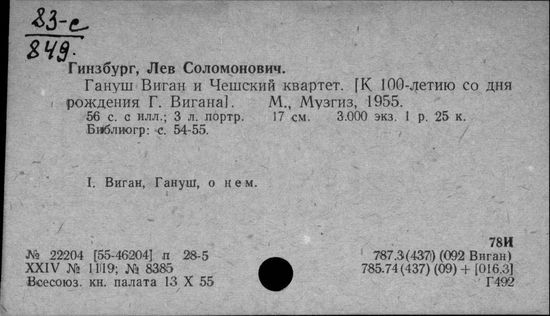 83-е
849.
Гинзбург, Лев Соломонович.
Гануш Виган и Чешский квартет. [К 100-летию со дня
рождения Г. Вигана]. М., Музгиз, 1955.
56 с. с илл.; 3 л. портр. 17 см. 3.000 экз. 1 р. 25 к.
Библиогр: с. 54-55.
I. Виган, Гануш, о нем.
78И
№ 22204 [55-46204] п 28-5 787.3(437) (092 Виган)
XXIV № 1119; № 8385 785.74(437) (09) + [016.3]
Всесоюз. кн. палата 13 X 55 Г492